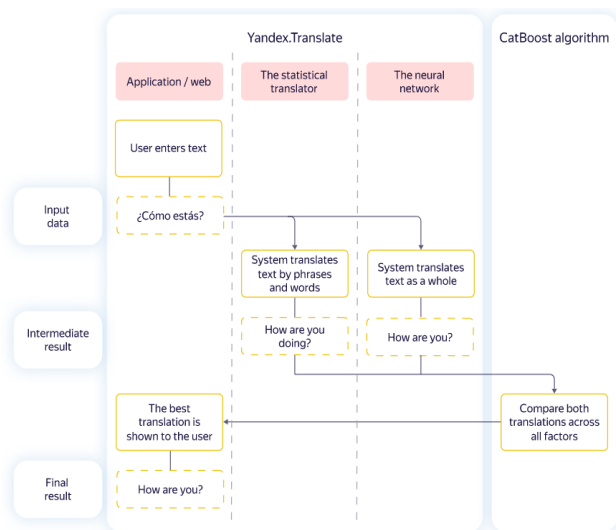 Yandex.Translate
CatBoost algorithm
Application / web
The statistical
translator
The neural
network
User enters text
Input
data
¿Cómo estás?
System translates
text by phrases
and words
System translates
text as a whole
Intermediate
result
How are you
doing?
How are you?
The best
translation is
shown to the user
Compare both
translations across
all factors
Final
result
How are you?